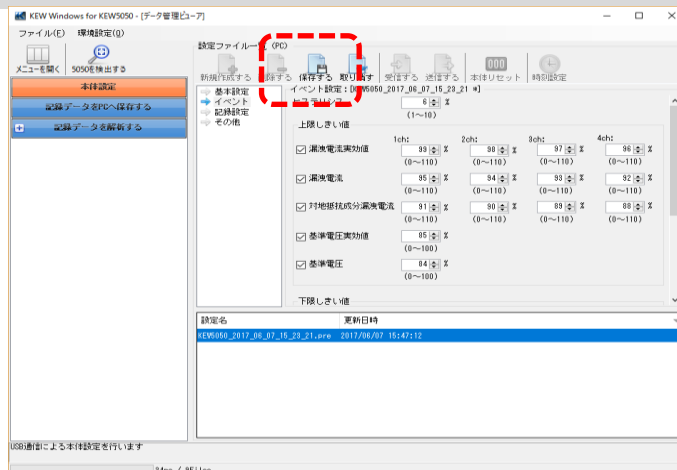 KEW Windows for KEW5050 - [データ管理ビューア]
ファイル(F) 環境設定(Q)
メニューを開く 5050を検出する
設定ファイル一覧 (PC)
新規作成する 削除する 保存する 取り出す 受信する 送信する 本体リセット 時刻設定
本体設定
記録データをPCへ保存する
記録データを解析する
基本設定
イベント
記録設定
その他
イベント設定:[KEW5050_2017_06_07_15_23_21 *]
ヒステリシス 6 %
(1~10)
上限しきい値
1ch: 2ch: 3ch: 4ch:
漏洩電流実効値 99 % 98 % 97 % 96 %
(0~110) (0~110) (0~110) (0~110)
漏洩電流 95 % 94 % 93 % 92 %
(0~110) (0~110) (0~110) (0~110)
対地抵抗成分漏洩電流 91 % 90 % 89 % 88 %
(0~110) (0~110) (0~110) (0~110)
基準電圧実効値 85 %
(0~100)
基準電圧 84 %
(0~100)
下限しきい値
設定名 更新日時
KEW5050_2017_06_07_15_23_21.pre 2017/06/07 15:47:12
USB通信による本体設定を行います